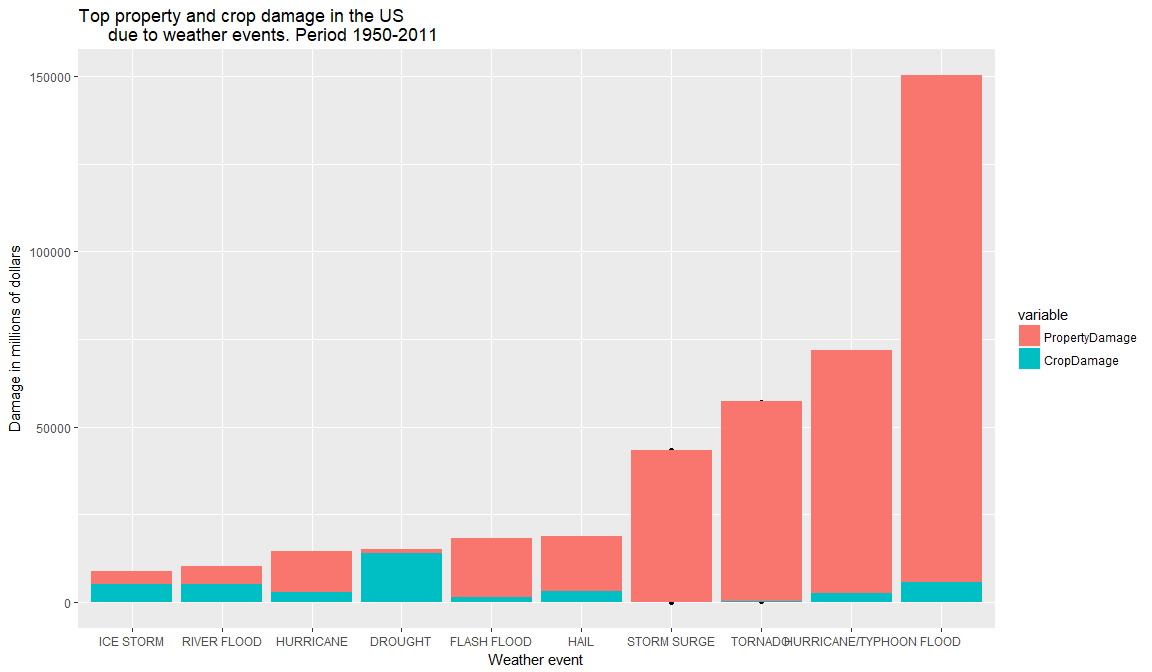 Top property and crop damage in the US
due to weather events. Period 1950-2011
Damage in millions of dollars
150000
100000
50000
0
ICE STORM RIVER FLOOD HURRICANE DROUGHT FLASH FLOOD HAIL STORM SURGE TORNADO HURRICANE/TYPHOON FLOOD
Weather event
variable
PropertyDamage
CropDamage